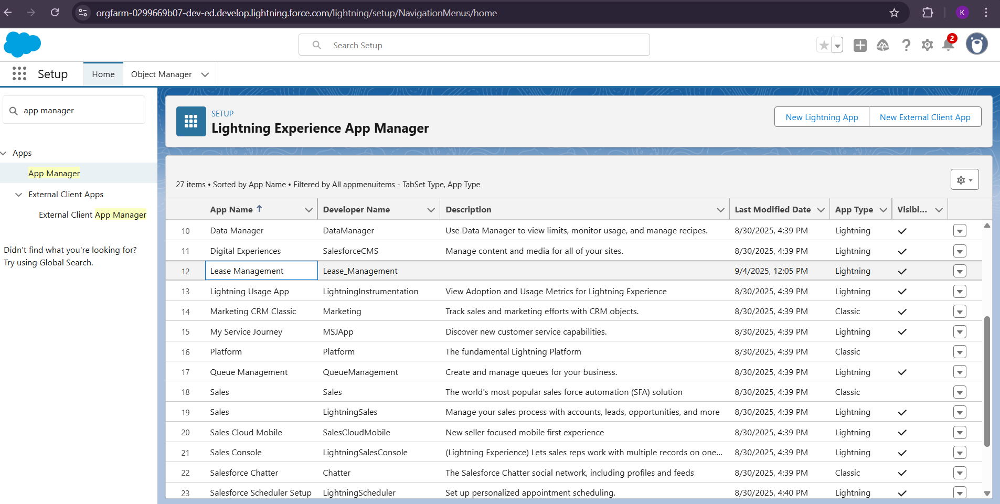 orgfarm-0299669b07-dev-ed.develop.lightning.force.com/lightning/setup/NavigationMenus/home
K
Search Setup
2
Setup
Home
Object Manager
app manager
Apps
App Manager
External Client Apps
External Client App Manager
Didn't find what you're looking for?
Try using Global Search.
SETUP
Lightning Experience App Manager
New Lightning App
New External Client App
27 items • Sorted by App Name • Filtered by All appmenuitems - TabSet Type, App Type
App Name Developer Name Description Last Modified Date App Type Visibl...
10 Data Manager DataManager Use Data Manager to view limits, monitor usage, and manage recipes. 8/30/2025, 4:39 PM Lightning
11 Digital Experiences SalesforceCMS Manage content and media for all of your sites. 8/30/2025, 4:39 PM Lightning
12 Lease Management Lease_Management 9/4/2025, 12:05 PM Lightning
13 Lightning Usage App LightningInstrumentation View Adoption and Usage Metrics for Lightning Experience 8/30/2025, 4:39 PM Lightning
14 Marketing CRM Classic Marketing Track sales and marketing efforts with CRM objects. 8/30/2025, 4:39 PM Classic
15 My Service Journey MSJApp Discover new customer service capabilities. 8/30/2025, 4:39 PM Lightning
16 Platform Platform The fundamental Lightning Platform 8/30/2025, 4:39 PM Classic
17 Queue Management QueueManagement Create and manage queues for your business. 8/30/2025, 4:39 PM Lightning
18 Sales Sales The world's most popular sales force automation (SFA) solution 8/30/2025, 4:39 PM Classic
19 Sales LightningSales Manage your sales process with accounts, leads, opportunities, and more 8/30/2025, 4:39 PM Lightning
20 Sales Cloud Mobile SalesCloudMobile New seller focused mobile first experience 8/30/2025, 4:39 PM Lightning
21 Sales Console LightningSalesConsole (Lightning Experience) Lets sales reps work with multiple records on one... 8/30/2025, 4:39 PM Lightning
22 Salesforce Chatter Chatter The Salesforce Chatter social network, including profiles and feeds 8/30/2025, 4:39 PM Classic
23 Salesforce Scheduler Setup LightningScheduler Set up personalized appointment scheduling. 8/30/2025, 4:40 PM Lightning